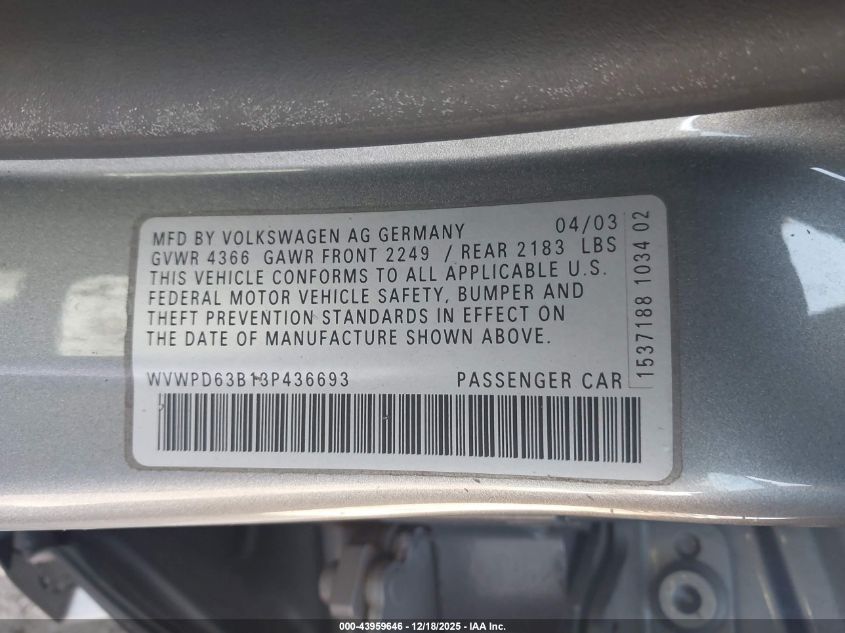 MFD BY VOLKSWAGEN AG GERMANY 04/03
GVWR 4366 GAWR FRONT 2249 / REAR 2183 LBS
THIS VEHICLE CONFORMS TO ALL APPLICABLE U.S.
FEDERAL MOTOR VEHICLE SAFETY, BUMPER AND
THEFT PREVENTION STANDARDS IN EFFECT ON
THE DATE OF MANUFACTURE SHOWN ABOVE.
WVWPD63B13P436693 PASSENGER CAR
1537188 1034 02
000-43959646 - 12/18/2025 - IAA Inc.